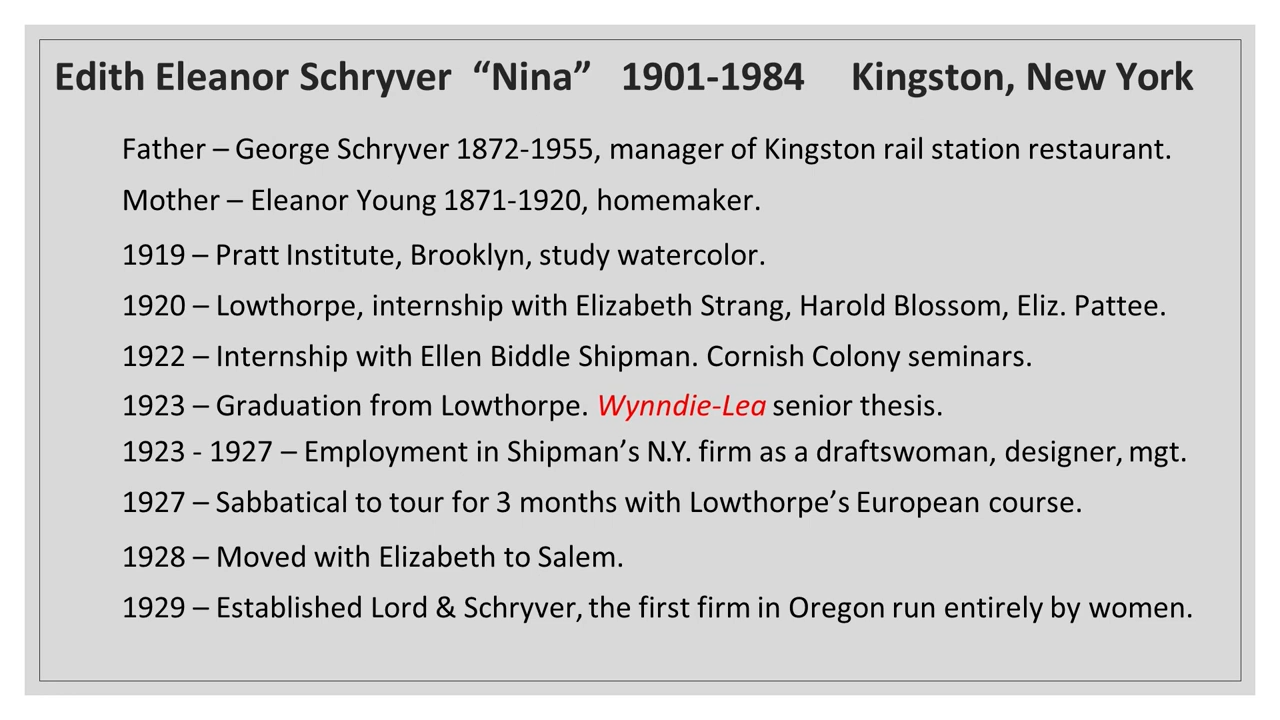 Edith Eleanor Schryver “Nina” 1901-1984 Kingston, New York
Father – George Schryver 1872-1955, manager of Kingston rail station restaurant.
Mother – Eleanor Young 1871-1920, homemaker.
1919 – Pratt Institute, Brooklyn, study watercolor.
1920 – Lowthorpe, internship with Elizabeth Strang, Harold Blossom, Eliz. Pattee.
1922 – Internship with Ellen Biddle Shipman. Cornish Colony seminars.
1923 – Graduation from Lowthorpe. Wynndie-Lea senior thesis.
1923 - 1927 – Employment in Shipman’s N.Y. firm as a draftswoman, designer, mgt.
1927 – Sabbatical to tour for 3 months with Lowthorpe’s European course.
1928 – Moved with Elizabeth to Salem.
1929 – Established Lord & Schryver, the first firm in Oregon run entirely by women.